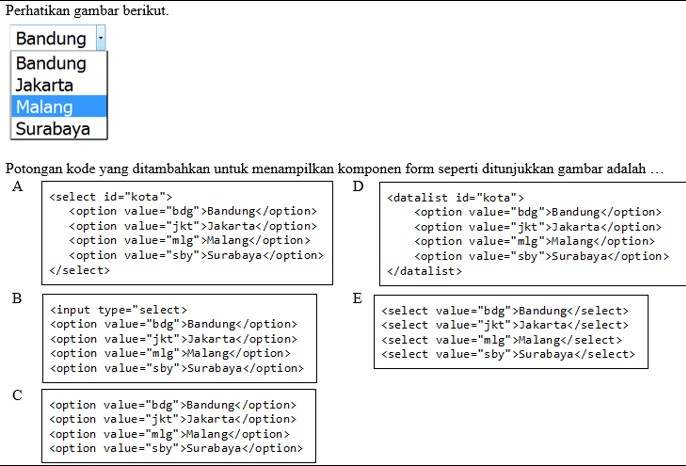 Perhatikan gambar berikut.
Bandung
Bandung
Jakarta
Malang
Surabaya
Potongan kode yang ditambahkan untuk menampilkan komponen form seperti ditunjukkan gambar adalah …
A
<select id="kota">
<option value="bdg">Bandung</option>
<option value="jkt">Jakarta</option>
<option value="mlg">Malang</option>
<option value="sby">Surabaya</option>
</select>
B
<input type="select>
<option value="bdg">Bandung</option>
<option value="jkt">Jakarta</option>
<option value="mlg">Malang</option>
<option value="sby">Surabaya</option>
C
<option value="bdg">Bandung</option>
<option value="jkt">Jakarta</option>
<option value="mlg">Malang</option>
<option value="sby">Surabaya</option>
D
<datalist id="kota">
<option value="bdg">Bandung</option>
<option value="jkt">Jakarta</option>
<option value="mlg">Malang</option>
<option value="sby">Surabaya</option>
</datalist>
E
<select value="bdg">Bandung</select>
<select value="jkt">Jakarta</select>
<select value="mlg">Malang</select>
<select value="sby">Surabaya</select>